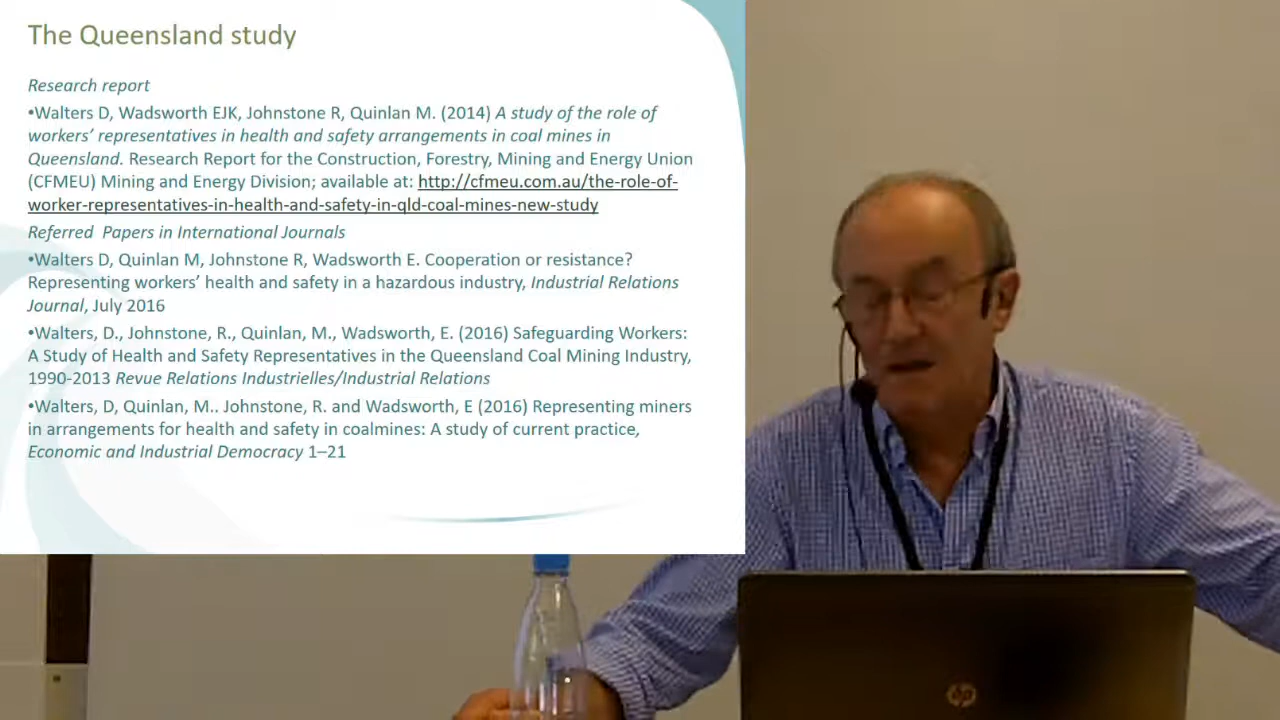 The Queensland study
Research report
•Walters D, Wadsworth EJK, Johnstone R, Quinlan M. (2014) A study of the role of
workers’ representatives in health and safety arrangements in coal mines in
Queensland. Research Report for the Construction, Forestry, Mining and Energy Union
(CFMEU) Mining and Energy Division; available at: http://cfmeu.com.au/the-role-of-
worker-representatives-in-health-and-safety-in-qld-coal-mines-new-study
Referred  Papers in International Journals
•Walters D, Quinlan M, Johnstone R, Wadsworth E. Cooperation or resistance?
Representing workers’ health and safety in a hazardous industry, Industrial Relations
Journal, July 2016
•Walters, D., Johnstone, R., Quinlan, M., Wadsworth, E. (2016) Safeguarding Workers:
A Study of Health and Safety Representatives in the Queensland Coal Mining Industry,
1990-2013 Revue Relations Industrielles/Industrial Relations
•Walters, D, Quinlan, M.. Johnstone, R. and Wadsworth, E (2016) Representing miners
in arrangements for health and safety in coalmines: A study of current practice,
Economic and Industrial Democracy 1–21
hp